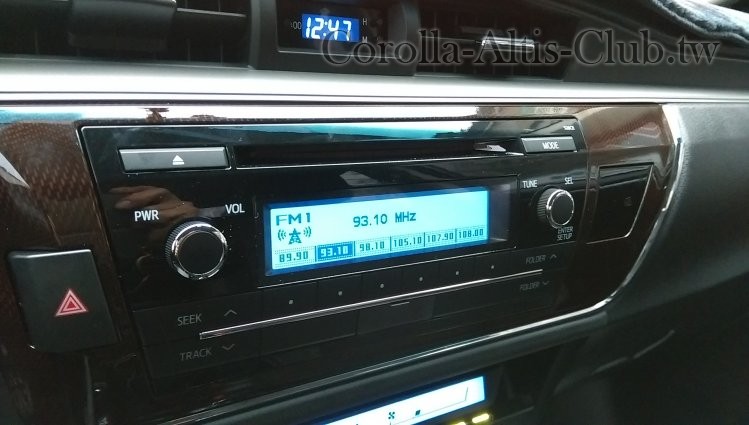 12:47
Corolla-Altis-Club.tw
MODE
PWR
VOL
TUNE
SEL
FM1
93.10 MHz
89.90 93.10 98.10 105.10 107.90 108.00
ENTER
SETUP
FOLDER ∧
FOLDER ∨
SEEK ∧
TRACK ∨